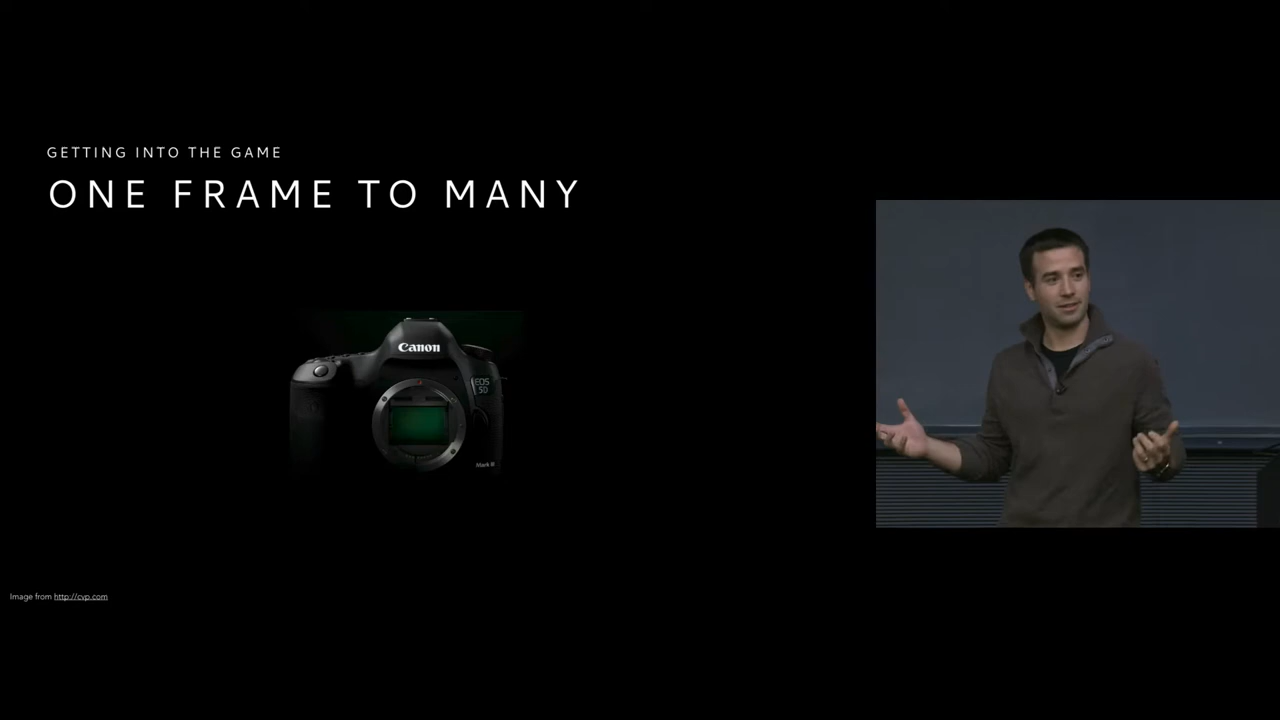 GETTING INTO THE GAME
ONE FRAME TO MANY
Canon
EOS
5D
Mark III
Image from http://cvp.com